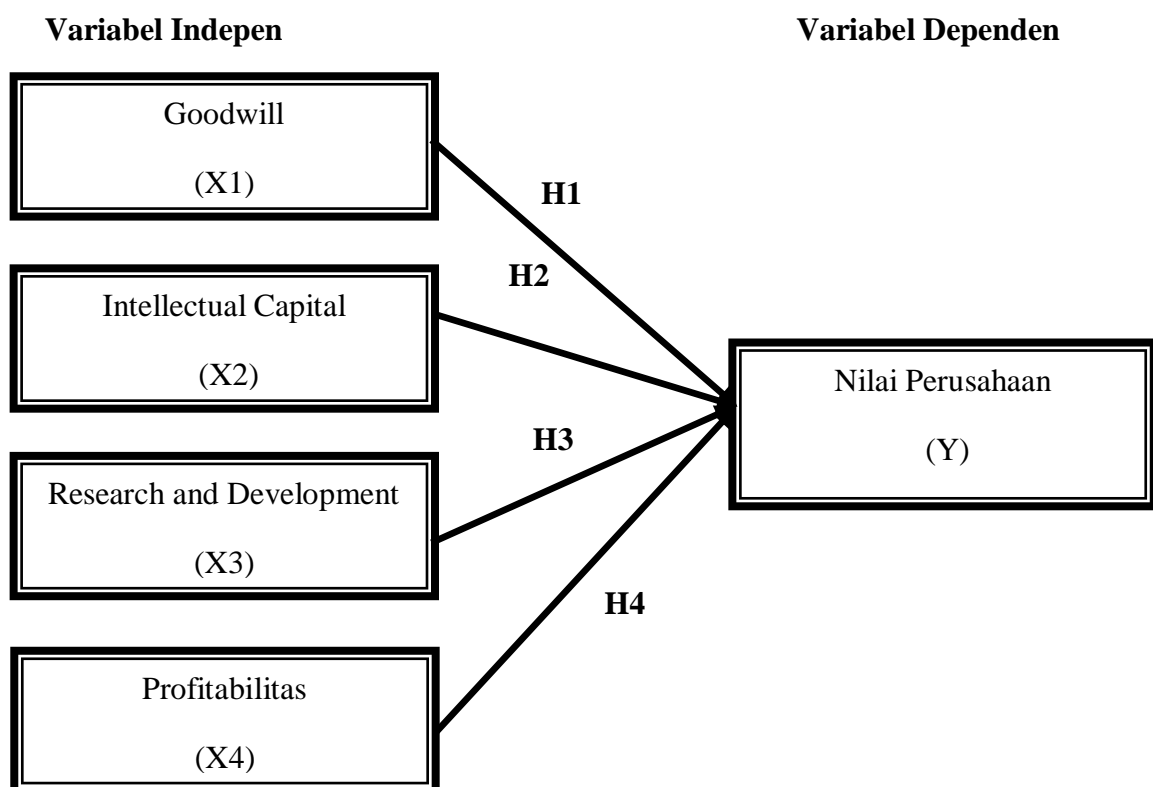 Variabel Indepen
Variabel Dependen
Goodwill
(X1)
H1
H2
Intellectual Capital
(X2)
Nilai Perusahaan
(Y)
H3
Research and Development
(X3)
H4
Profitabilitas
(X4)